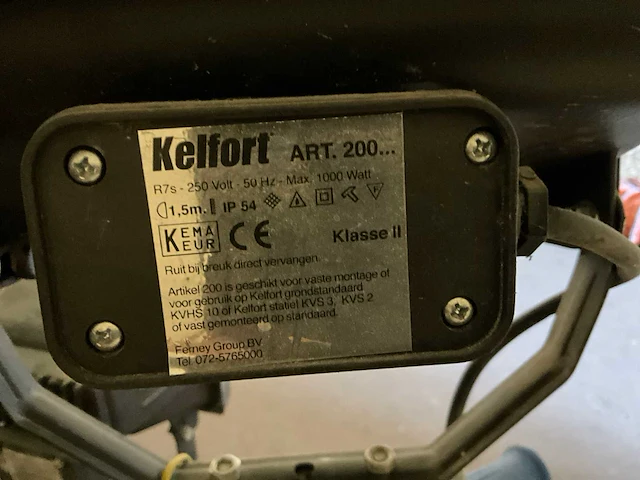 Kelfort ART. 200...
R7s - 250 Volt - 50 Hz - Max. 1000 Watt
1,5m. IP 54
KEMA KEUR CE Klasse II
Ruit bij breuk direct vervangen.
Artikel 200 is geschikt voor vaste montage of
voor gebruik op Kelfort grondstandaard
KVHS 10 of Kelfort statief KVS 3, KVS 2
of vast gemonteerd op standaard.
Ferney Group BV
Tel. 072-5765000